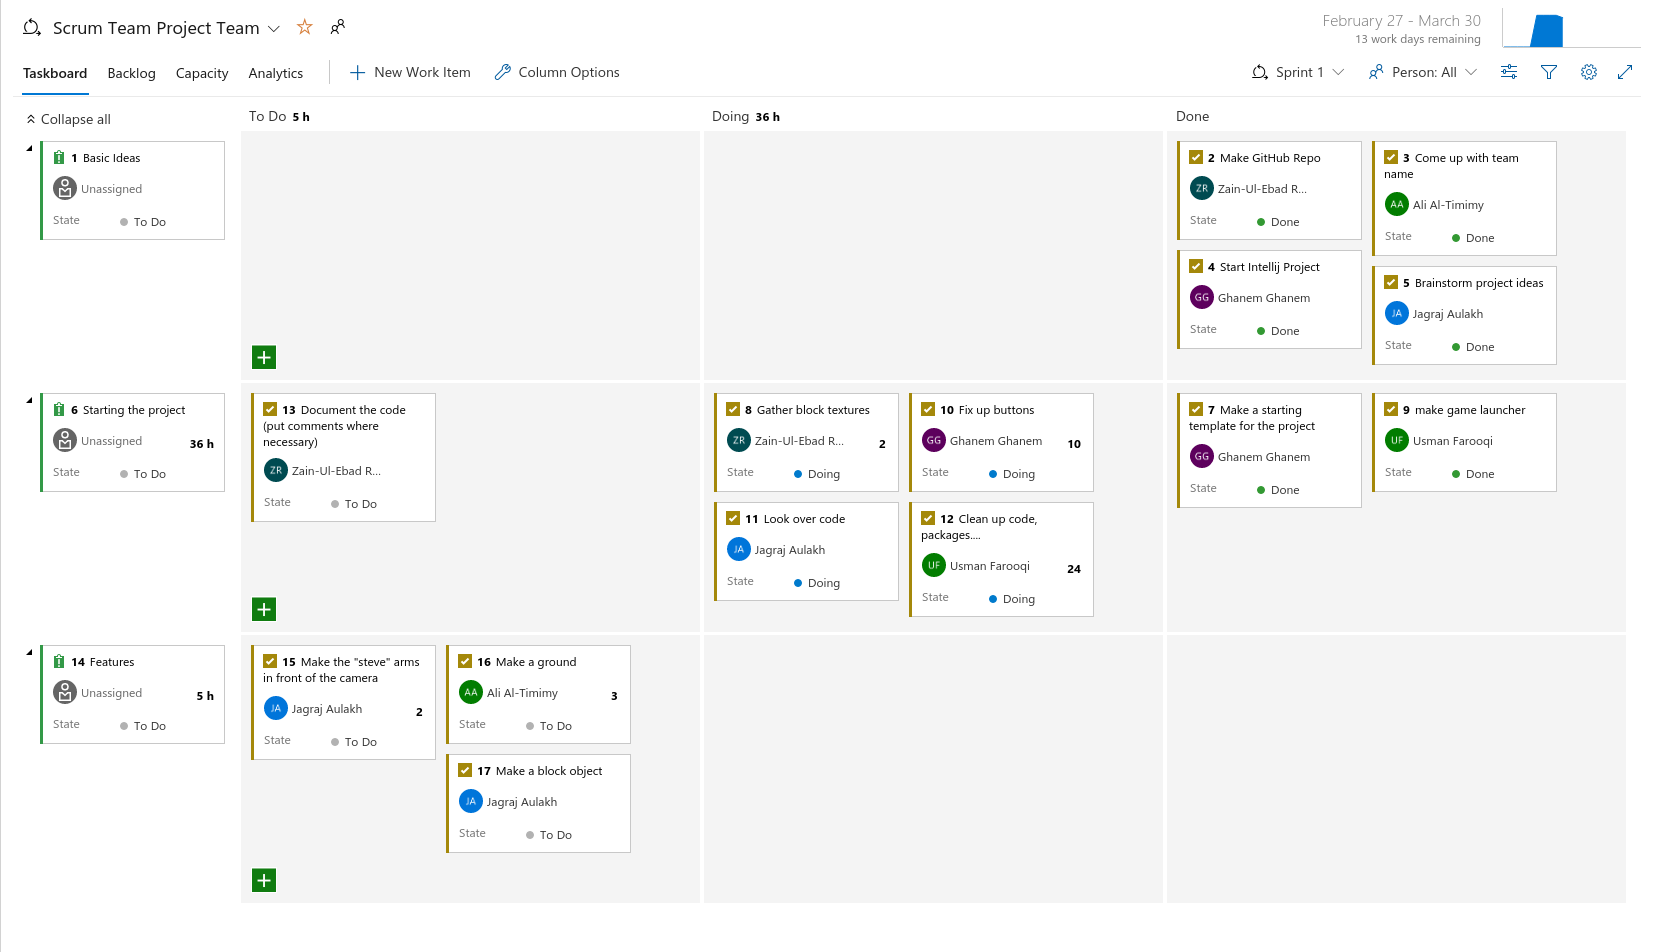 Scrum Team Project Team
February 27 - March 30
13 work days remaining
Taskboard Backlog Capacity Analytics New Work Item Column Options Sprint 1 Person: All
Collapse all
To Do 5 h
Doing 36 h
Done
1 Basic Ideas
Unassigned
State To Do
2 Make GitHub Repo
ZR Zain-Ul-Ebad R...
State Done
3 Come up with team
name
AA Ali Al-Timimy
State Done
4 Start Intellij Project
GG Ghanem Ghanem
State Done
5 Brainstorm project ideas
JA Jagraj Aulakh
State Done
6 Starting the project
Unassigned 36 h
State To Do
13 Document the code
(put comments where
necessary)
ZR Zain-Ul-Ebad R...
State To Do
8 Gather block textures
ZR Zain-Ul-Ebad R... 2
State Doing
10 Fix up buttons
GG Ghanem Ghanem 10
State Doing
11 Look over code
JA Jagraj Aulakh
State Doing
12 Clean up code,
packages....
UF Usman Farooqi 24
State Doing
7 Make a starting
template for the project
GG Ghanem Ghanem
State Done
9 make game launcher
UF Usman Farooqi
State Done
14 Features
Unassigned 5 h
State To Do
15 Make the "steve" arms
in front of the camera
JA Jagraj Aulakh 2
State To Do
16 Make a ground
AA Ali Al-Timimy 3
State To Do
17 Make a block object
JA Jagraj Aulakh
State To Do